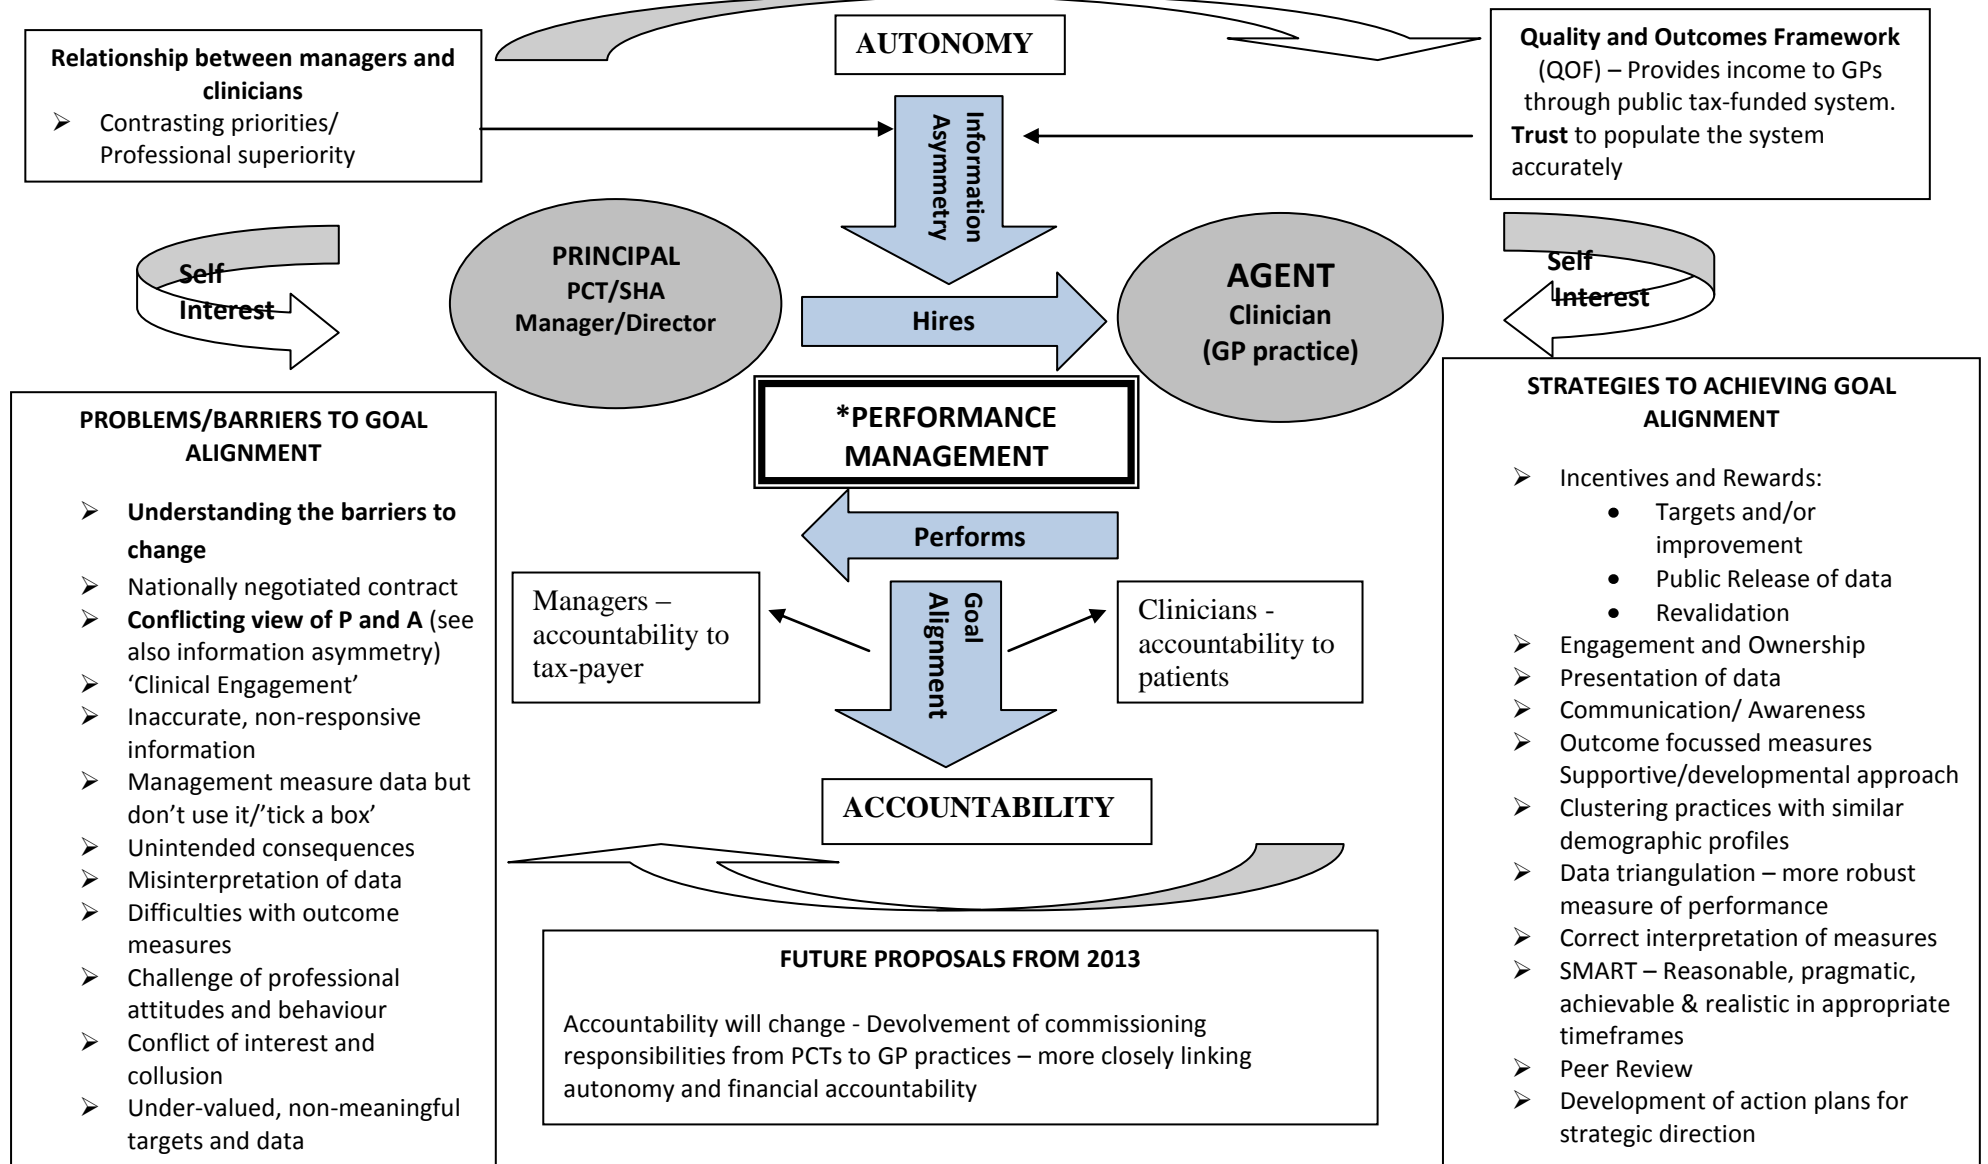 Relationship between managers and
clinicians
➢ Contrasting priorities/
Professional superiority
AUTONOMY
Quality and Outcomes Framework
(QOF) – Provides income to GPs
through public tax-funded system.
Trust to populate the system
accurately
Information
Asymmetry
Self
Interest
PRINCIPAL
PCT/SHA
Manager/Director
Hires
AGENT
Clinician
(GP practice)
Self
Interest
*PERFORMANCE
MANAGEMENT
Performs
Managers –
accountability to
tax-payer
Goal
Alignment
Clinicians -
accountability to
patients
ACCOUNTABILITY
PROBLEMS/BARRIERS TO GOAL
ALIGNMENT
➢ Understanding the barriers to
change
➢ Nationally negotiated contract
➢ Conflicting view of P and A (see
also information asymmetry)
➢ ‘Clinical Engagement’
➢ Inaccurate, non-responsive
information
➢ Management measure data but
don’t use it/’tick a box’
➢ Unintended consequences
➢ Misinterpretation of data
➢ Difficulties with outcome
measures
➢ Challenge of professional
attitudes and behaviour
➢ Conflict of interest and
collusion
➢ Under-valued, non-meaningful
targets and data
FUTURE PROPOSALS FROM 2013
Accountability will change - Devolvement of commissioning
responsibilities from PCTs to GP practices – more closely linking
autonomy and financial accountability
STRATEGIES TO ACHIEVING GOAL
ALIGNMENT
➢ Incentives and Rewards:
• Targets and/or
improvement
• Public Release of data
• Revalidation
➢ Engagement and Ownership
➢ Presentation of data
➢ Communication/ Awareness
➢ Outcome focussed measures
Supportive/developmental approach
➢ Clustering practices with similar
demographic profiles
➢ Data triangulation – more robust
measure of performance
➢ Correct interpretation of measures
➢ SMART – Reasonable, pragmatic,
achievable & realistic in appropriate
timeframes
➢ Peer Review
➢ Development of action plans for
strategic direction